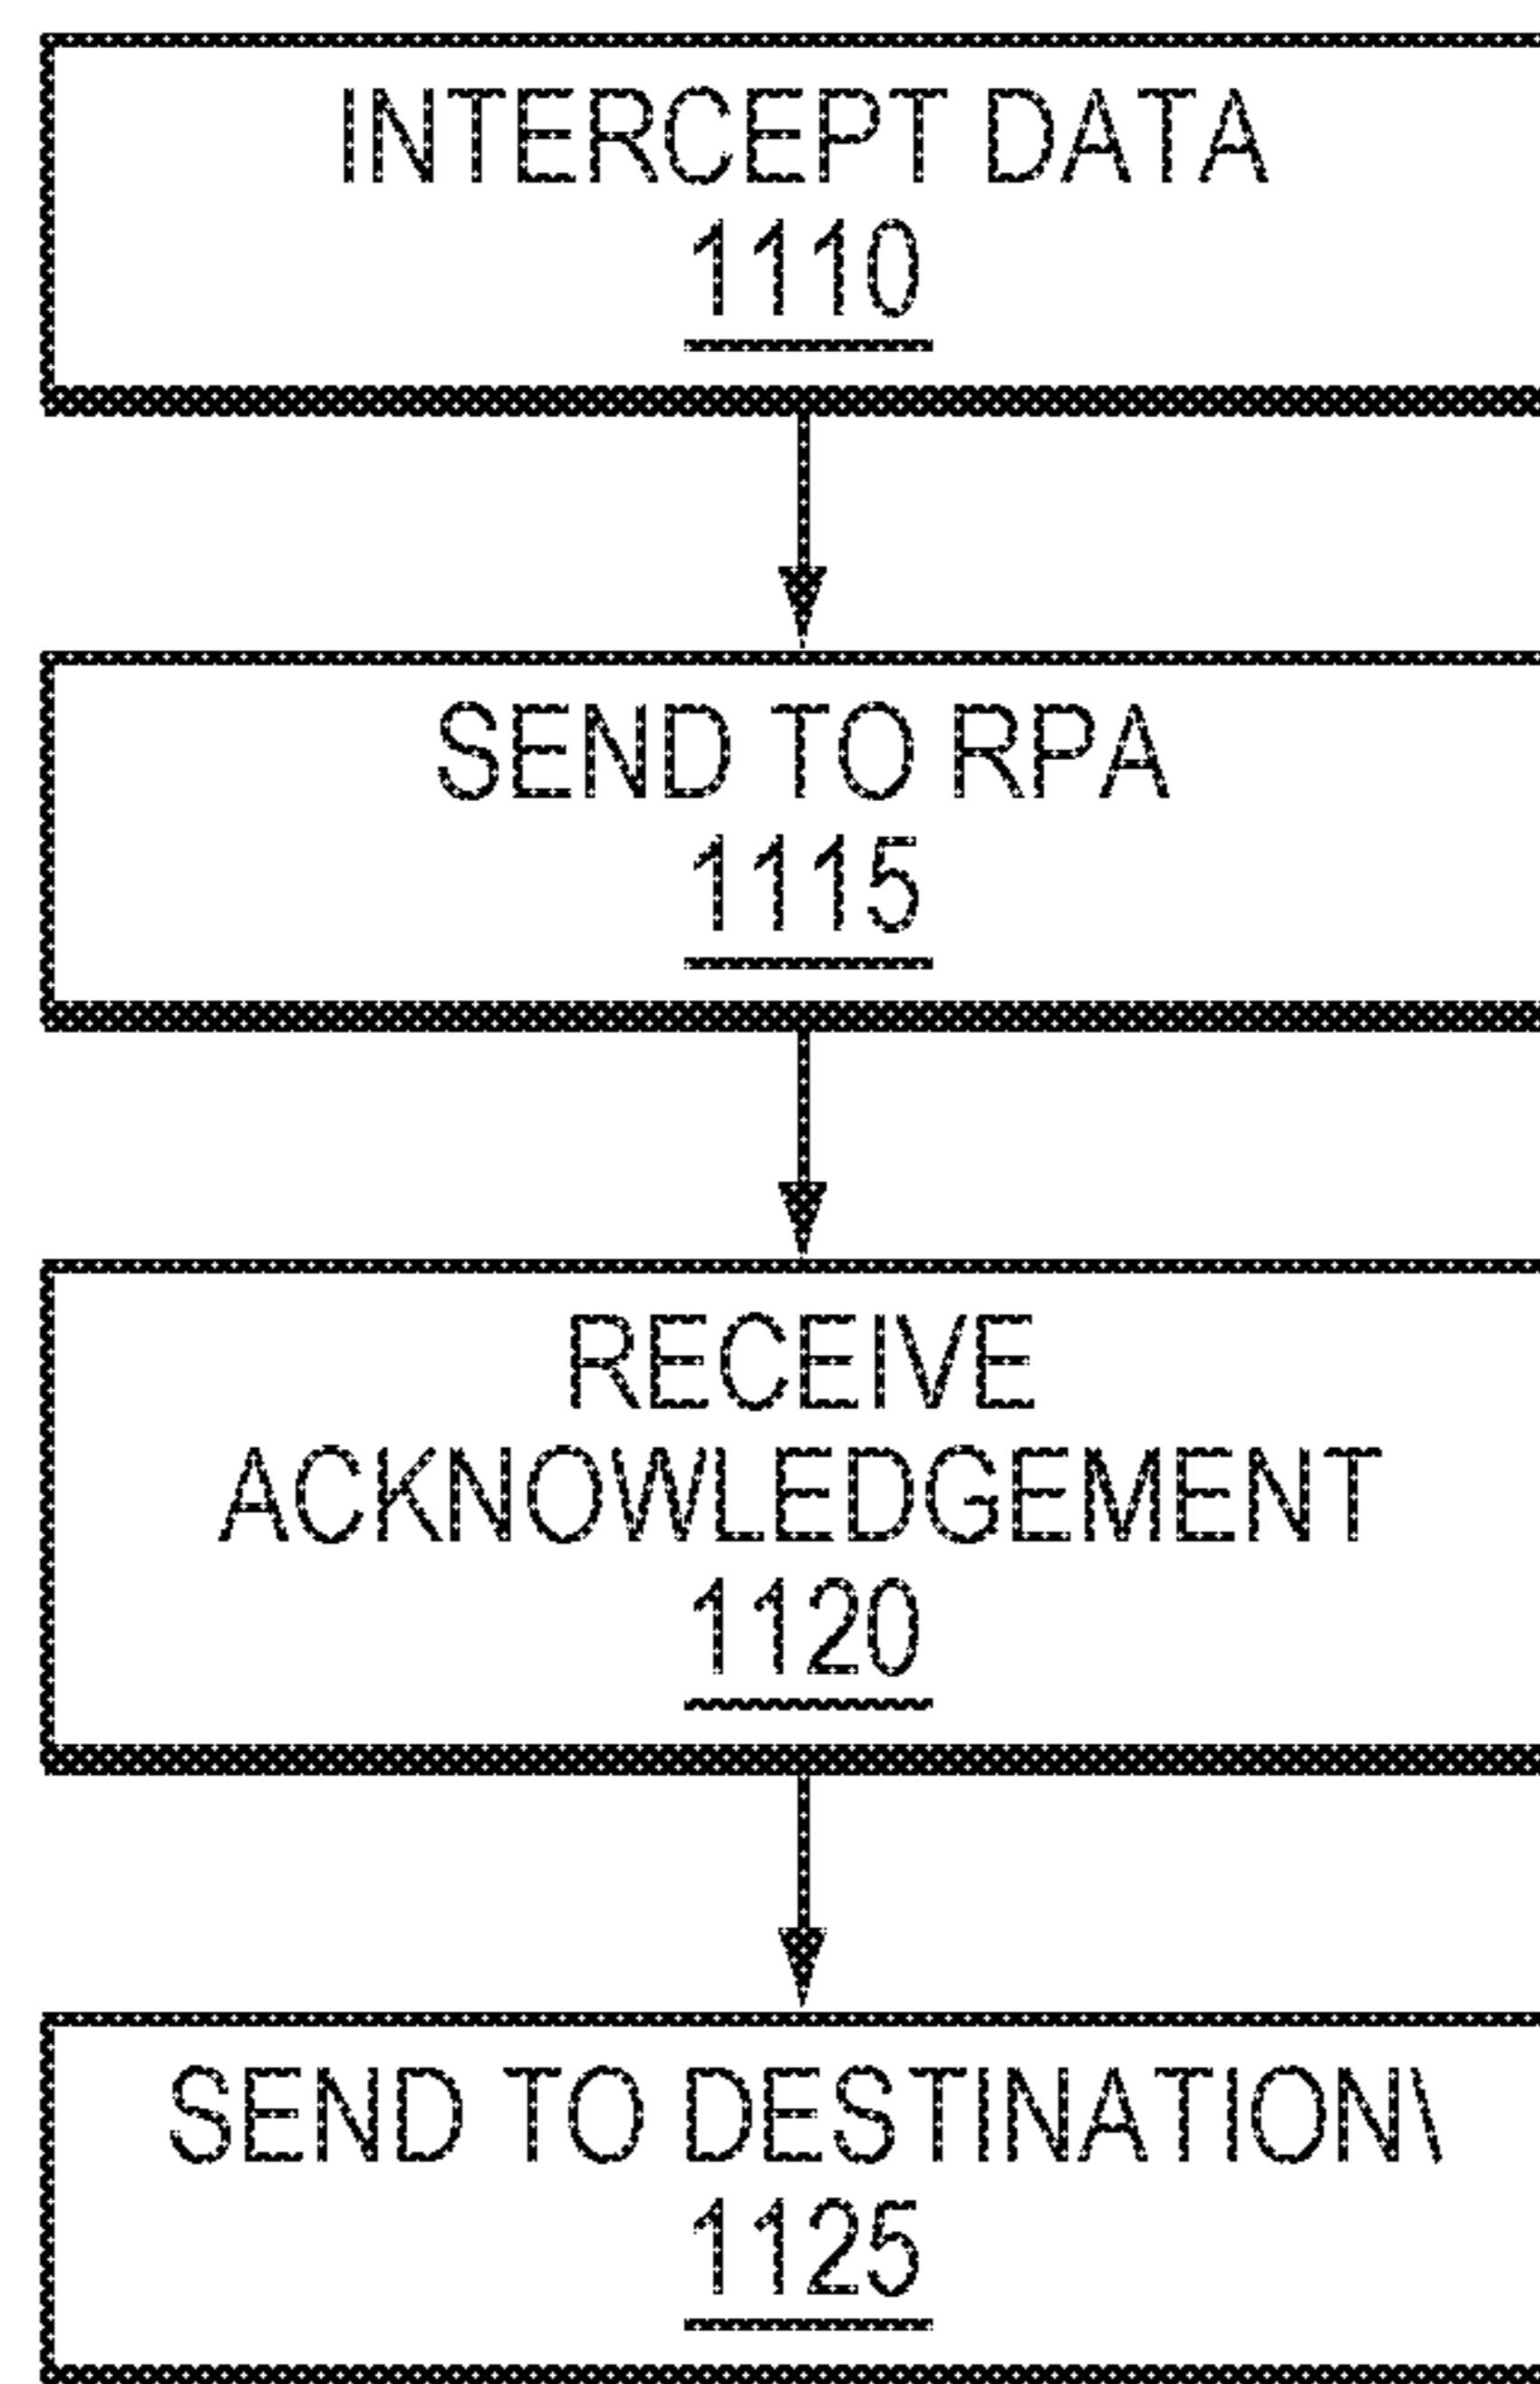 INTERCEPT DATA
1110
SEND TO RPA
1115
RECEIVE
ACKNOWLEDGEMENT
1120
SEND TO DESTINATION\
1125